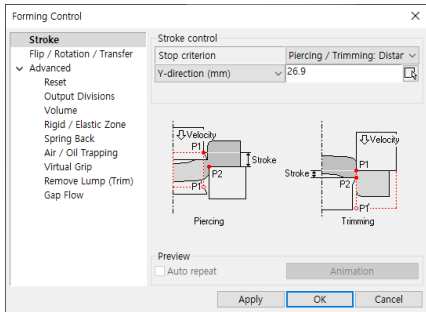 Forming Control
Stroke
Flip / Rotation / Transfer
Advanced
Reset
Output Divisions
Volume
Rigid / Elastic Zone
Spring Back
Air / Oil Trapping
Virtual Grip
Remove Lump (Trim)
Gap Flow
Stroke control
Stop criterion
Piercing / Trimming: Distar
Y-direction (mm)
26.9
Velocity
P1
Stroke
P2
P1'
Piercing
Velocity
P1
Stroke
P2
P1'
Trimming
Preview
Auto repeat
Animation
Apply
OK
Cancel